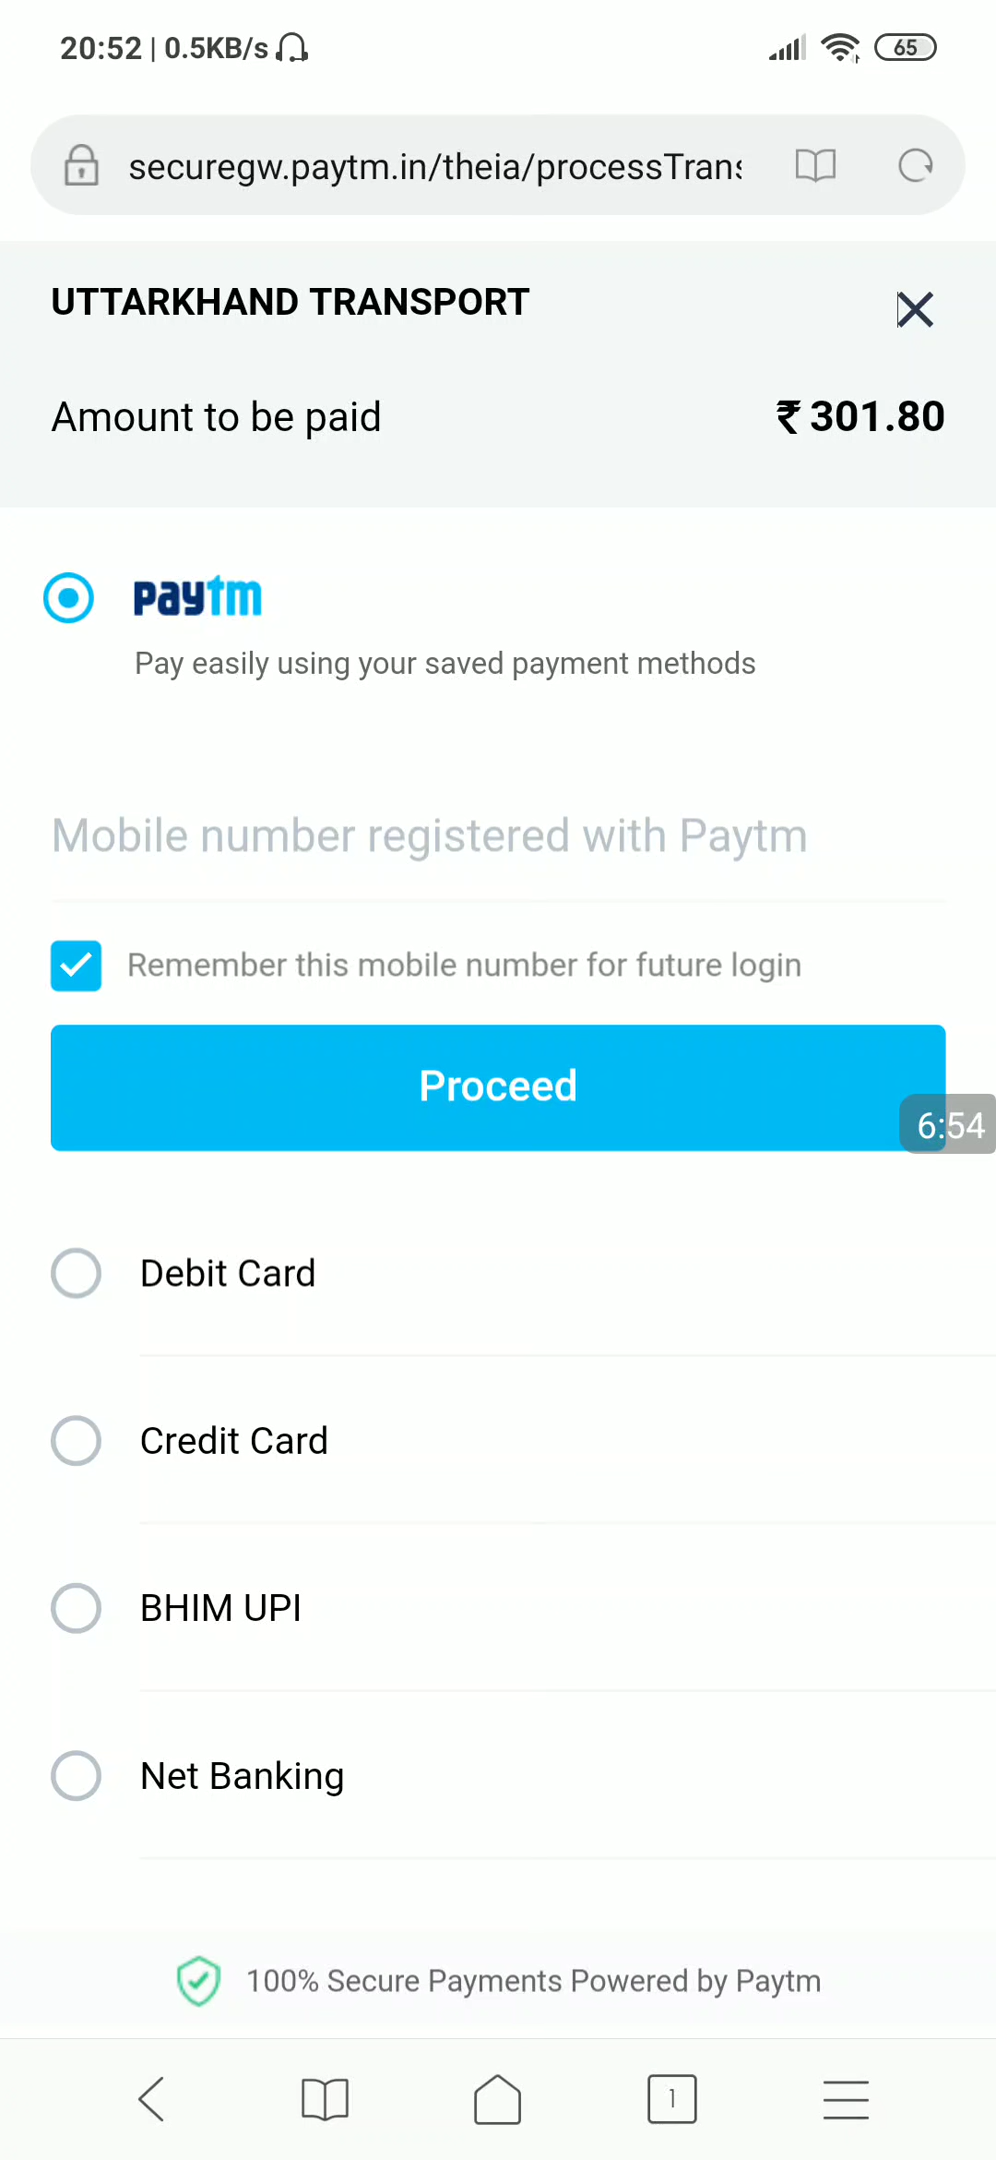 20:52 | 0.5KB/s
65
securegw.paytm.in/theia/processTrans
UTTARKHAND TRANSPORT
Amount to be paid
₹ 301.80
paytm
Pay easily using your saved payment methods
Mobile number registered with Paytm
Remember this mobile number for future login
Proceed
6:54
Debit Card
Credit Card
BHIM UPI
Net Banking
100% Secure Payments Powered by Paytm
1